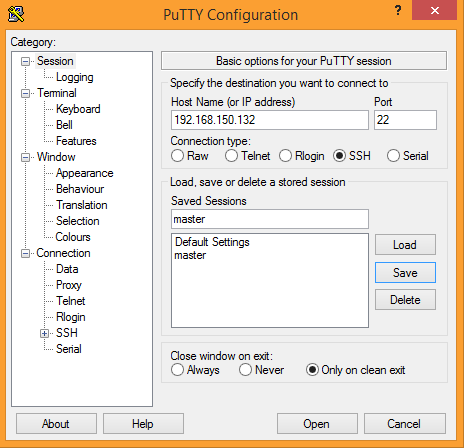 PuTTY Configuration
? x
Category:
Session
Logging
Terminal
Keyboard
Bell
Features
Window
Appearance
Behaviour
Translation
Selection
Colours
Connection
Data
Proxy
Telnet
Rlogin
SSH
Serial
Basic options for your PuTTY session
Specify the destination you want to connect to
Host Name (or IP address) Port
192.168.150.132 22
Connection type:
Raw Telnet Rlogin SSH Serial
Load, save or delete a stored session
Saved Sessions
master
Default Settings
master
Load
Save
Delete
Close window on exit:
Always Never Only on clean exit
About Help Open Cancel